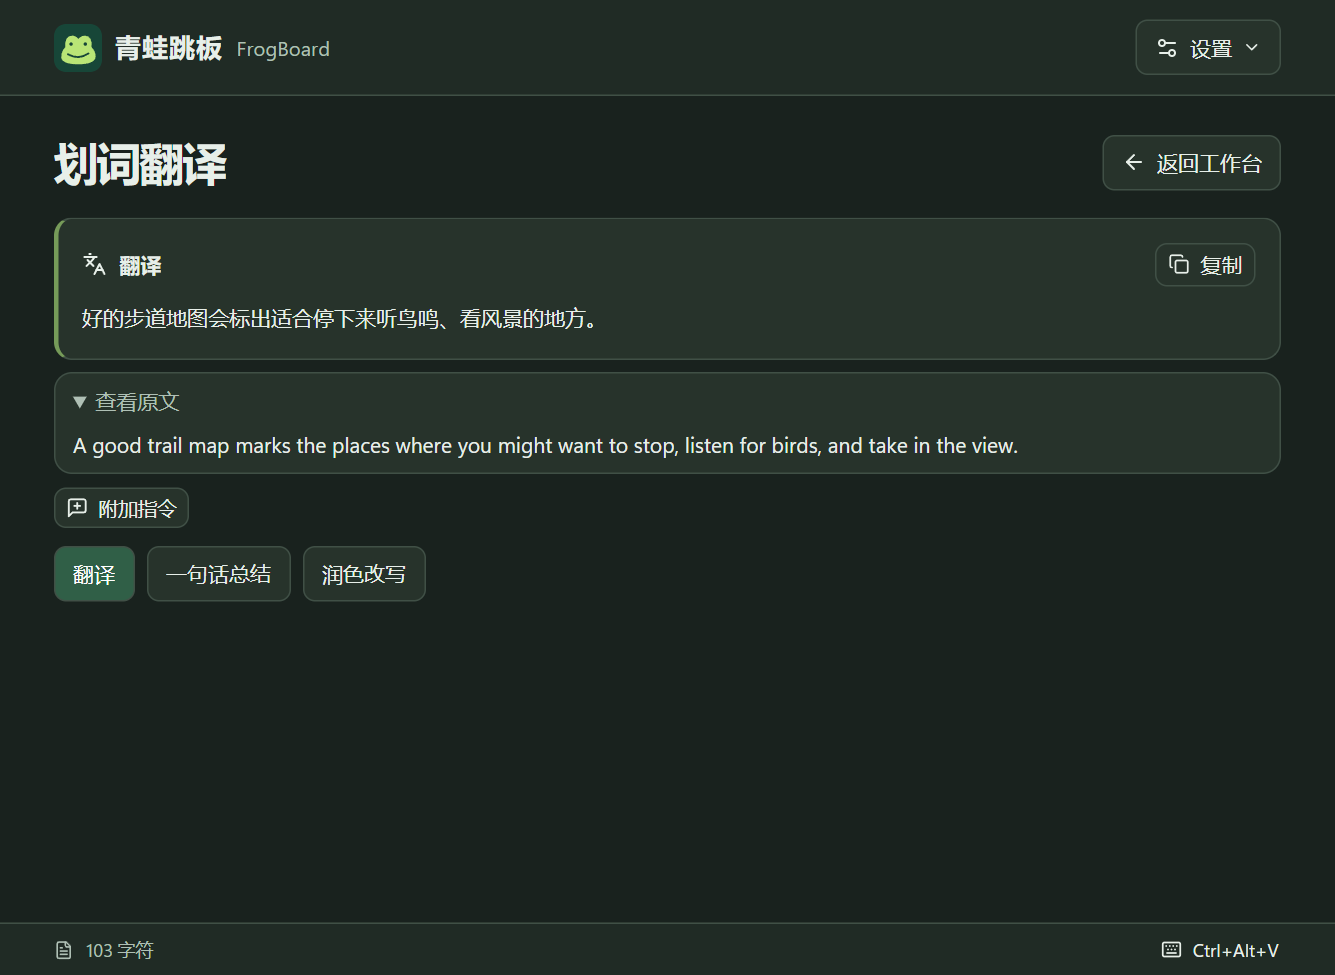 青蛙跳板 FrogBoard
设置
划词翻译
返回工作台
翻译
复制
好的步道地图会标出适合停下来听鸟鸣、看风景的地方。
查看原文
A good trail map marks the places where you might want to stop, listen for birds, and take in the view.
附加指令
翻译
一句话总结
润色改写
103 字符
Ctrl+Alt+V